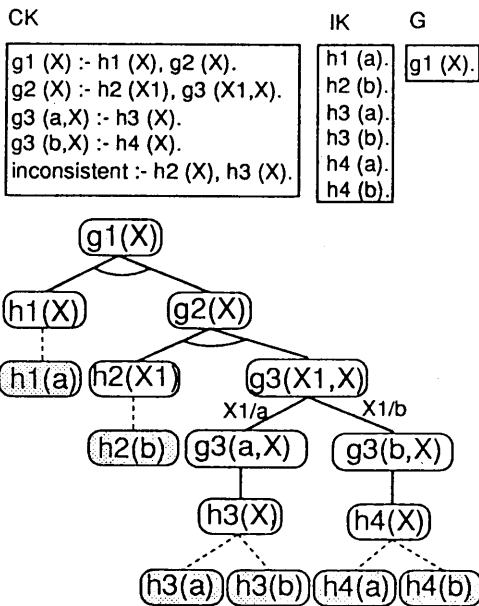 CK
IK
G
g1 (X) :- h1 (X), g2 (X).
g2 (X) :- h2 (X1), g3 (X1,X).
g3 (a,X) :- h3 (X).
g3 (b,X) :- h4 (X).
inconsistent :- h2 (X), h3 (X).
h1 (a).
h2 (b).
h3 (a).
h3 (b).
h4 (a).
h4 (b).
g1 (X).
g1(X)
h1(X)
g2(X)
h1(a)
h2(X1)
g3(X1,X)
X1/a
X1/b
h2(b)
g3(a,X)
g3(b,X)
h3(X)
h4(X)
h3(a)
h3(b)
h4(a)
h4(b)